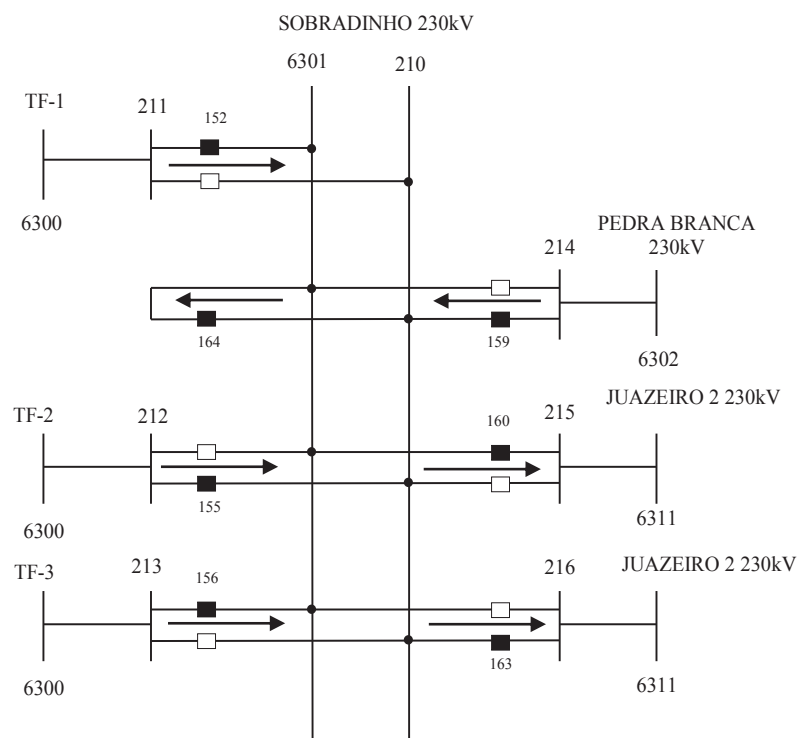 SOBRADINHO 230kV
6301
210
TF-1
211
152
6300
PEDRA BRANCA
214
230kV
164
159
6302
JUAZEIRO 2 230kV
TF-2
212
160
215
155
6300
6311
TF-3
213
156
216
JUAZEIRO 2 230kV
163
6300
6311